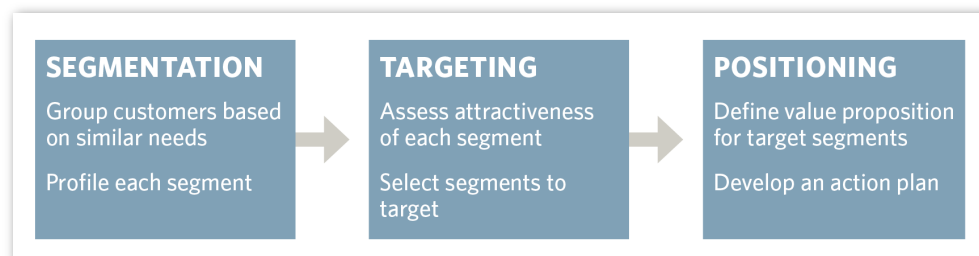 SEGMENTATION
Group customers based
on similar needs
Profile each segment
TARGETING
Assess attractiveness
of each segment
Select segments to
target
POSITIONING
Define value proposition
for target segments
Develop an action plan